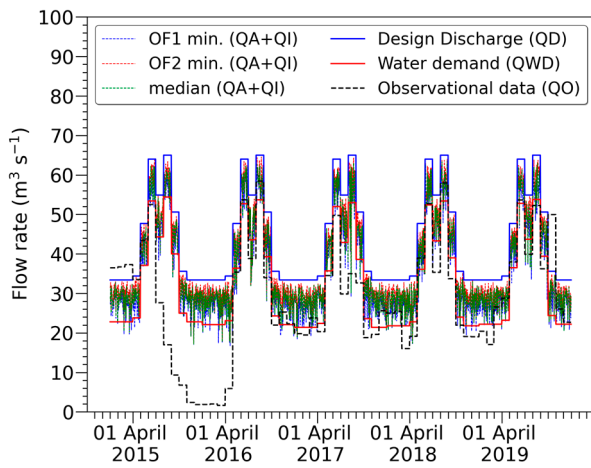 100
90
80
70
60
50
40
30
20
10
0
Flow rate (m³ s⁻¹)
OF1 min. (QA+QI)
OF2 min. (QA+QI)
median (QA+QI)
Design Discharge (QD)
Water demand (QWD)
Observational data (QO)
01 April 2015
01 April 2016
01 April 2017
01 April 2018
01 April 2019